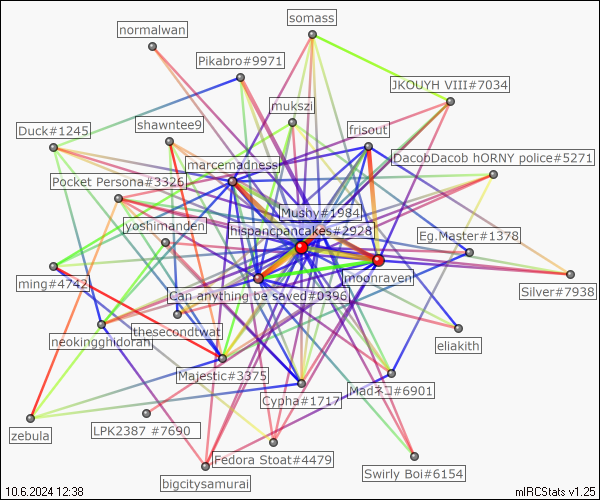 somass
normalwan
Pikabro#9971
JKOUYH VIII#7034
mukszi
shawntee9
frisout
Duck#1245
DacobDacob hORNY police#5271
marcemadness
Pocket Persona#3326
Mushy#1984
yoshimanden
hispancpancakes#2928
Eg.Master#1378
moonraven
ming#4742
Can anything be saved#0396
Silver#7938
thesecondtwat
neokingghidorah
eliakith
Majestic#3375
Cypha#1717
Madネコ#6901
zebula
LPK2387 #7690
Fedora Stoat#4479
Swirly Boi#6154
bigcitysamurai
10.6.2024 12:38
mIRCStats v1.25